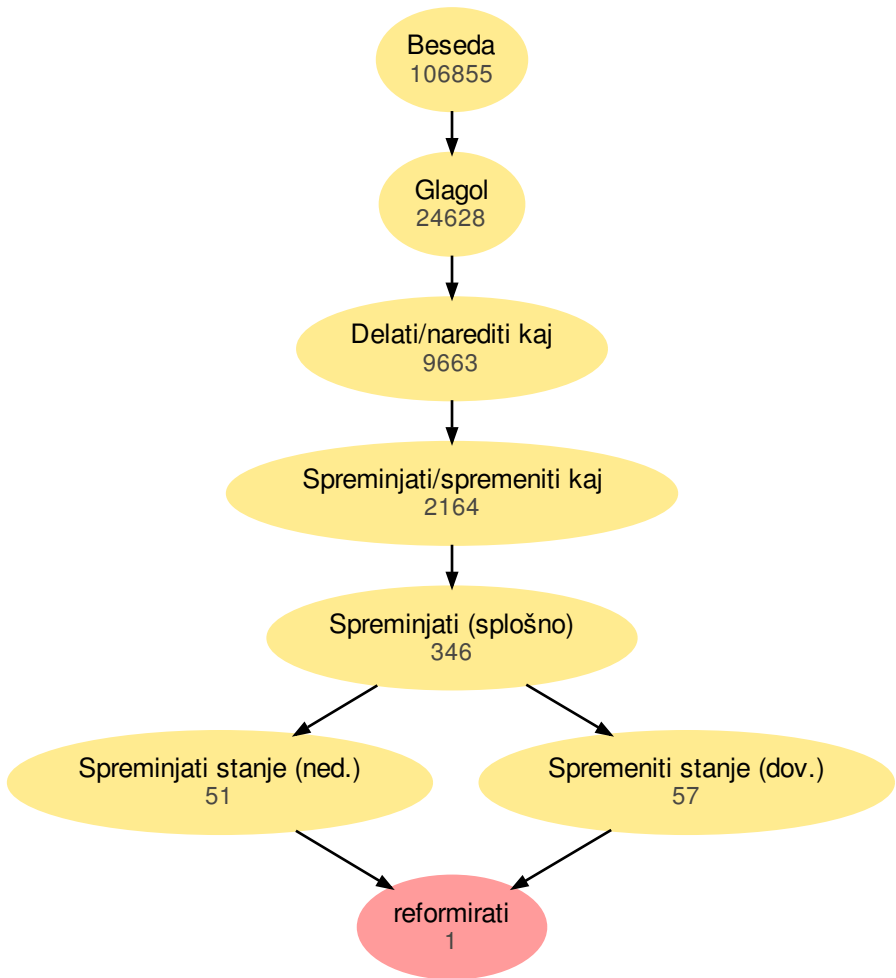 Beseda
106855
Glagol
24628
Delati/narediti kaj
9663
Spreminjati/spremeniti kaj
2164
Spreminjati (splošno)
346
Spreminjati stanje (ned.)
51
Spremeniti stanje (dov.)
57
reformirati
1